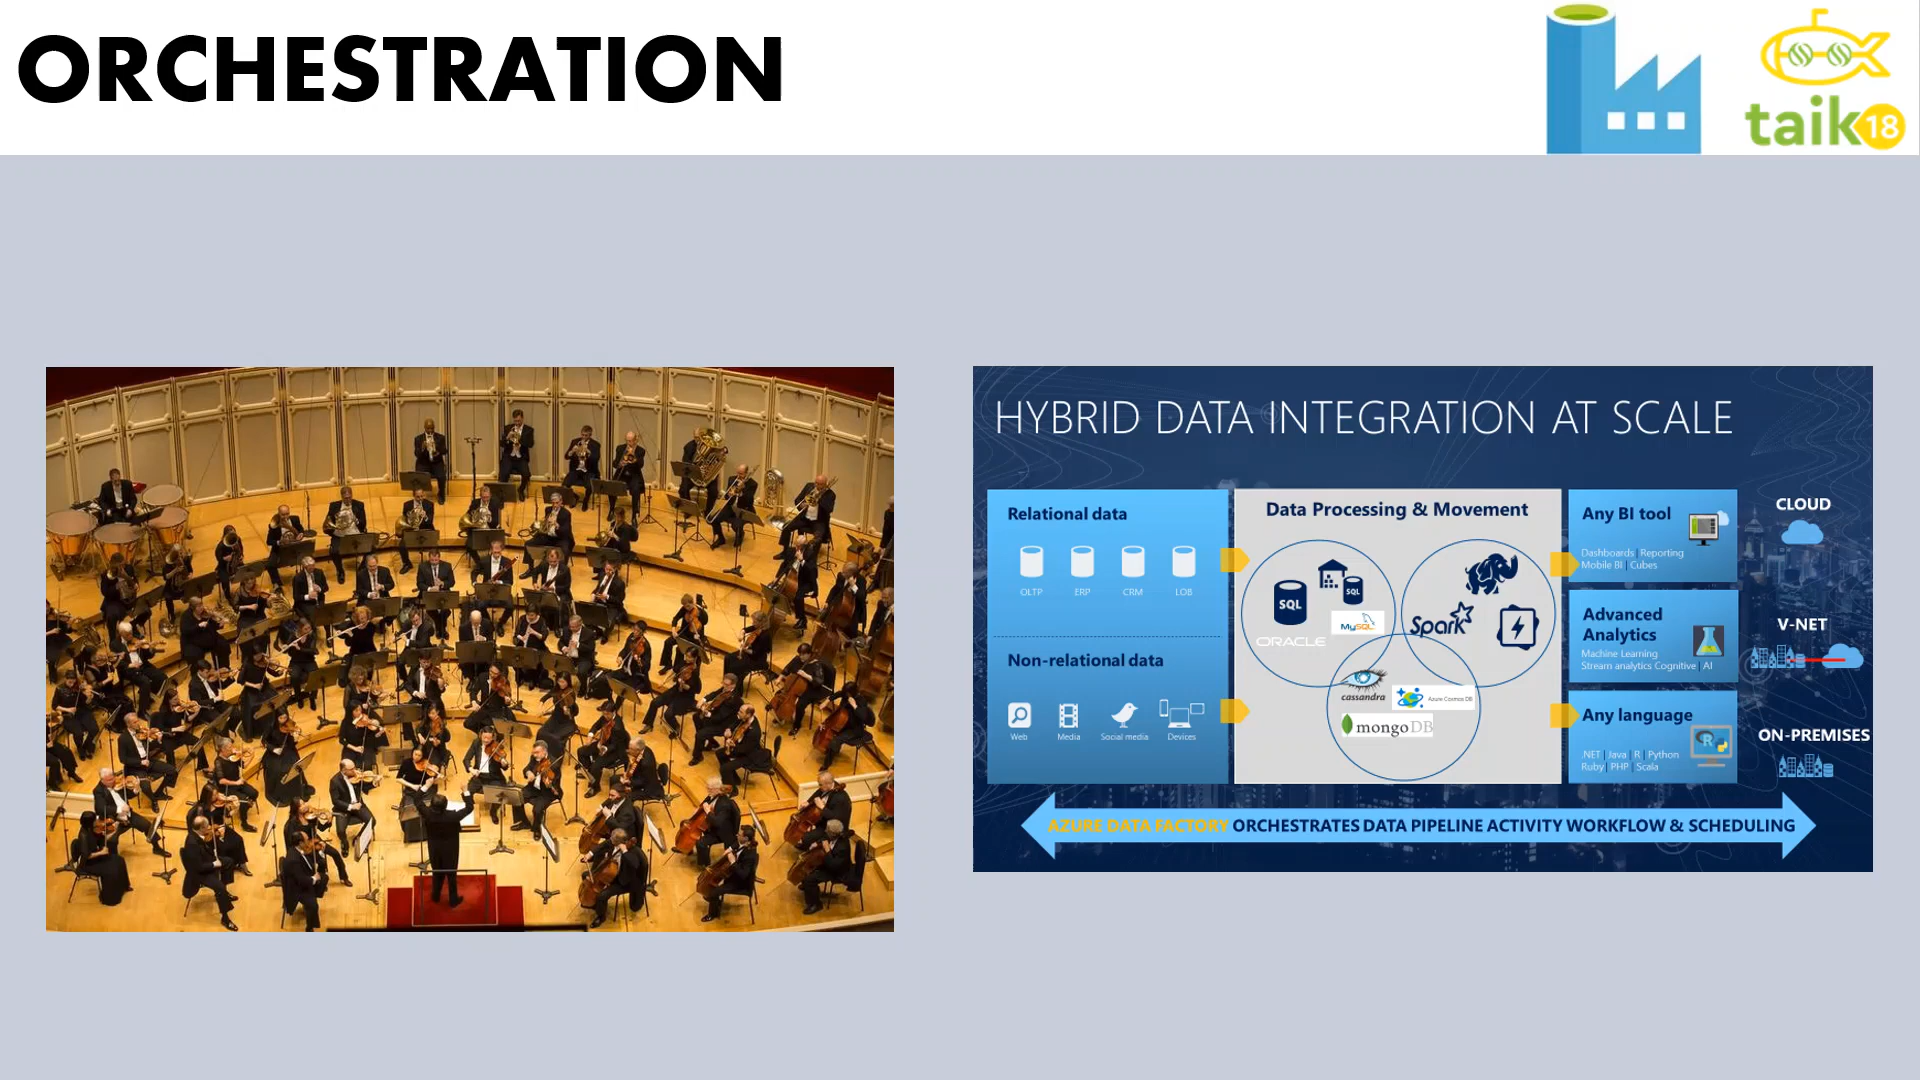 ORCHESTRATION
taik18
HYBRID DATA INTEGRATION AT SCALE
Relational data
OLTP ERP CRM LOB
Non-relational data
Web Media Social media Devices
Data Processing & Movement
SQL
SQL
MySQL
ORACLE
Spark
cassandra
Azure Cosmos DB
mongoDB
Any BI tool
Dashboards | Reporting
Mobile BI | Cubes
Advanced
Analytics
Machine Learning
Stream analytics Cognitive | AI
Any language
.NET | Java | R | Python
Ruby | PHP | Scala
R
CLOUD
V-NET
ON-PREMISES
AZURE DATA FACTORY ORCHESTRATES DATA PIPELINE ACTIVITY WORKFLOW & SCHEDULING